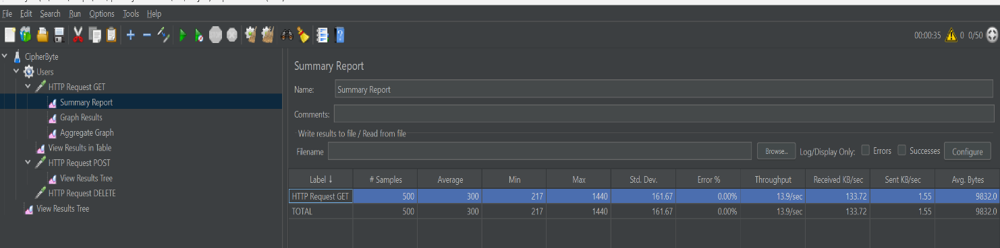 File Edit Search Run Options Tools Help
00:00:35 0 0/50
CipherByte
Users
HTTP Request GET
Summary Report
Graph Results
Aggregate Graph
View Results in Table
HTTP Request POST
View Results Tree
HTTP Request DELETE
View Results Tree
Summary Report
Name: Summary Report
Comments:
Write results to file / Read from file
Filename Browse... Log/Display Only: Errors Successes Configure
Label ↓ # Samples Average Min Max Std. Dev. Error % Throughput Received KB/sec Sent KB/sec Avg. Bytes
HTTP Request GET 500 300 217 1440 161.67 0.00% 13.9/sec 133.72 1.55 9832.0
TOTAL 500 300 217 1440 161.67 0.00% 13.9/sec 133.72 1.55 9832.0